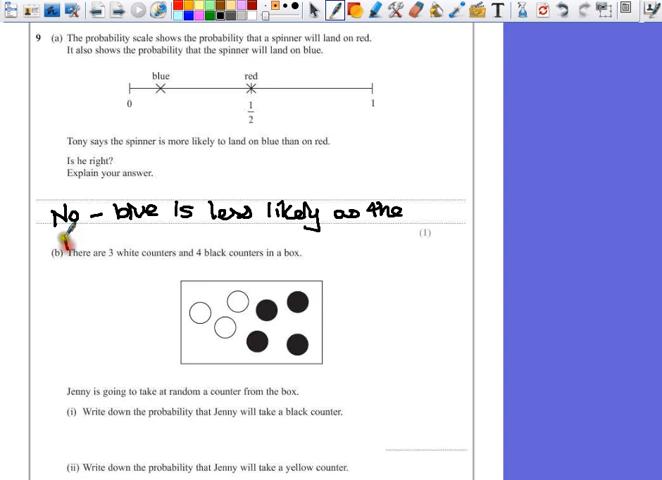 9 (a) The probability scale shows the probability that a spinner will land on red.
It also shows the probability that the spinner will land on blue.
blue red
0 1/2 1
Tony says the spinner is more likely to land on blue than on red.
Is he right?
Explain your answer.
No - blue is less likely as the
(1)
(b) There are 3 white counters and 4 black counters in a box.
Jenny is going to take at random a counter from the box.
(i) Write down the probability that Jenny will take a black counter.
(ii) Write down the probability that Jenny will take a yellow counter.